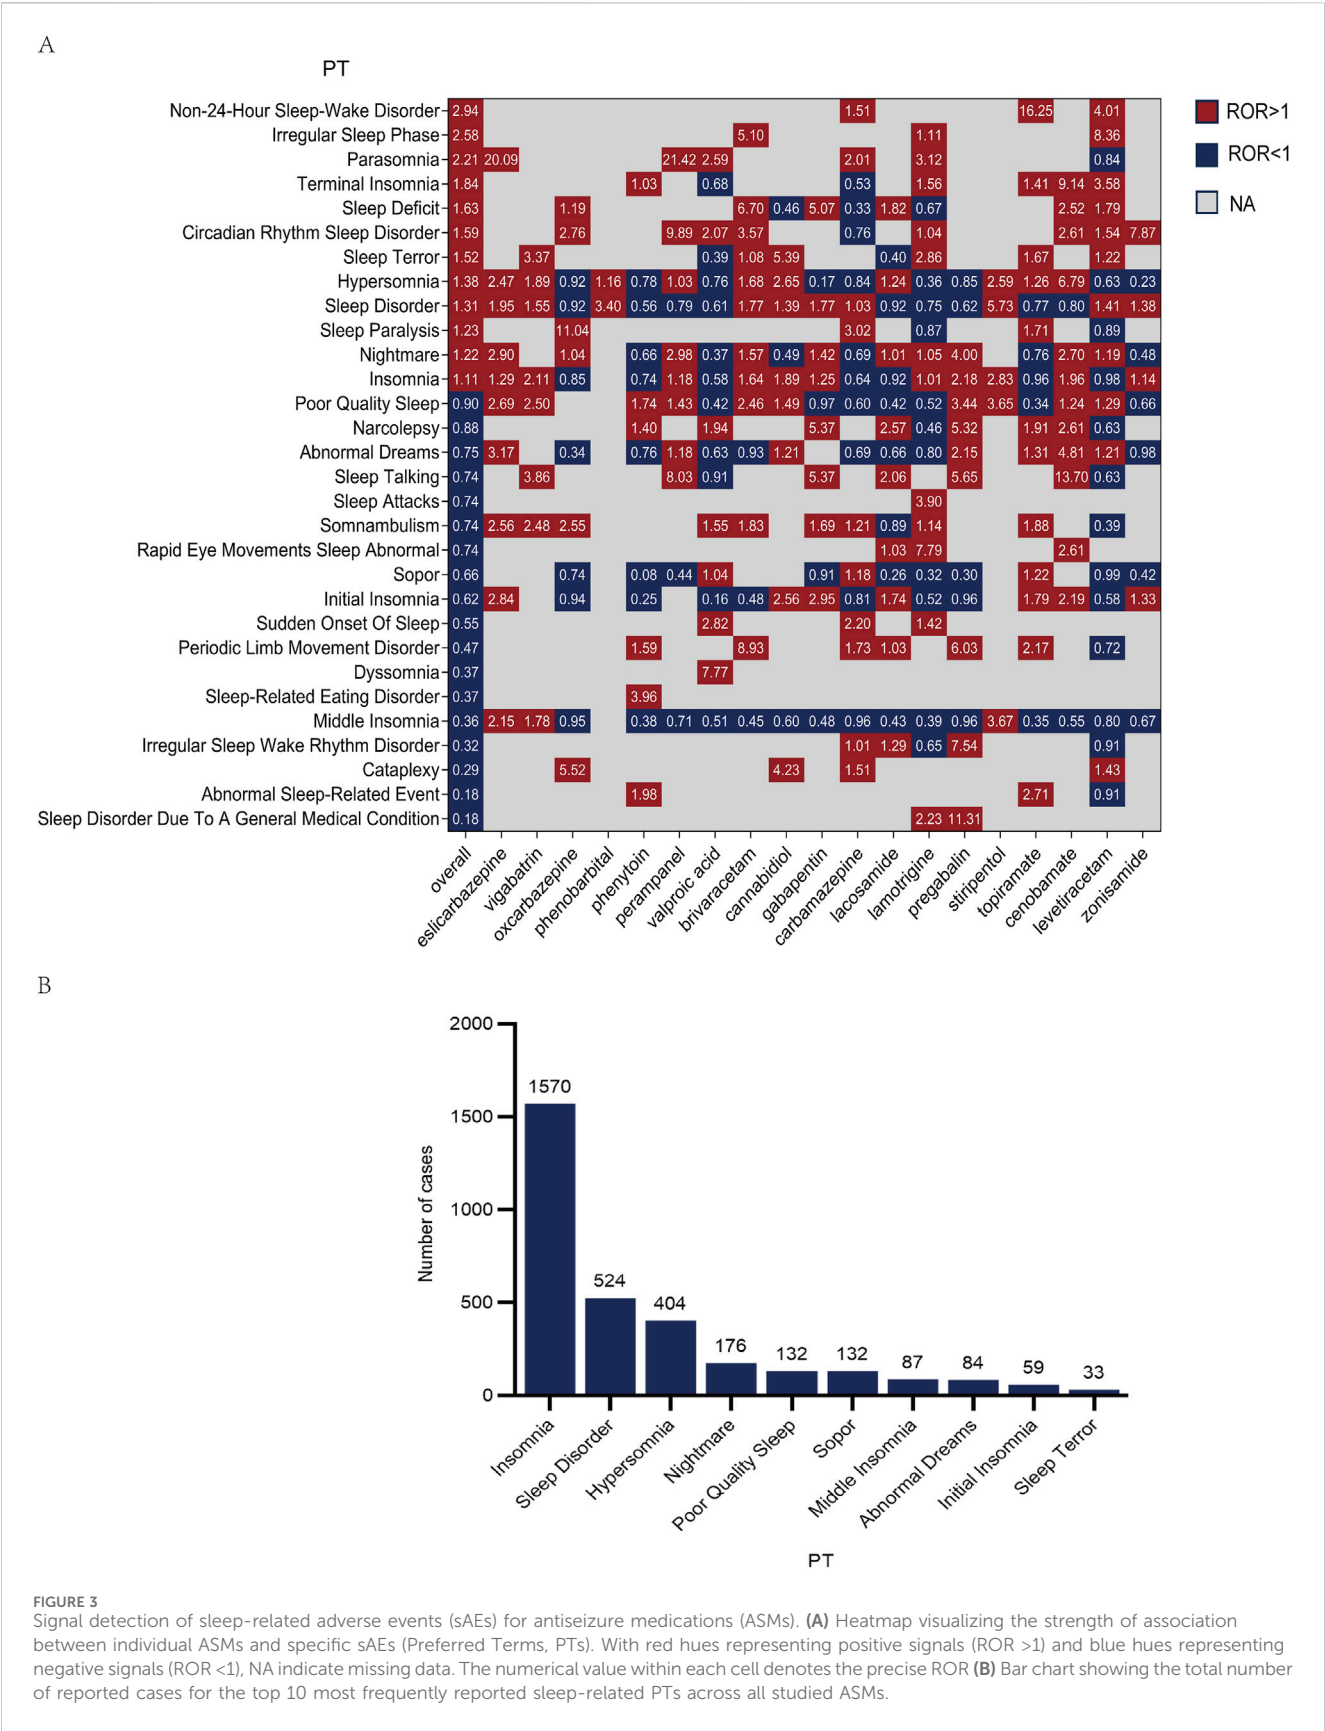 A
PT
Non-24-Hour Sleep-Wake Disorder 2.94 1.51 16.25 4.01
Irregular Sleep Phase 2.58 5.10 1.11 8.36
Parasomnia 2.21 20.09 21.42 2.59 2.01 3.12 0.84
Terminal Insomnia 1.84 1.03 0.68 0.53 1.56 1.41 9.14 3.58
Sleep Deficit 1.63 1.19 6.70 0.46 5.07 0.33 1.82 0.67 2.52 1.79
Circadian Rhythm Sleep Disorder 1.59 2.76 9.89 2.07 3.57 0.76 1.04 2.61 1.54 7.87
Sleep Terror 1.52 3.37 0.39 1.08 5.39 0.40 2.86 1.67 1.22
Hypersomnia 1.38 2.47 1.89 0.92 1.16 0.78 1.03 0.76 1.68 2.65 0.17 0.84 1.24 0.36 0.85 2.59 1.26 6.79 0.63 0.23
Sleep Disorder 1.31 1.95 1.55 0.92 3.40 0.56 0.79 0.61 1.77 1.39 1.77 1.03 0.92 0.75 0.62 5.73 0.77 0.80 1.41 1.38
Sleep Paralysis 1.23 11.04 3.02 0.87 1.71 0.89
Nightmare 1.22 2.90 1.04 0.66 2.98 0.37 1.57 0.49 1.42 0.69 1.01 1.05 4.00 0.76 2.70 1.19 0.48
Insomnia 1.11 1.29 2.11 0.85 0.74 1.18 0.58 1.64 1.89 1.25 0.64 0.92 1.01 2.18 2.83 0.96 1.96 0.98 1.14
Poor Quality Sleep 0.90 2.69 2.50 1.74 1.43 0.42 2.46 1.49 0.97 0.60 0.42 0.52 3.44 3.65 0.34 1.24 1.29 0.66
Narcolepsy 0.88 1.40 1.94 5.37 2.57 0.46 5.32 1.91 2.61 0.63
Abnormal Dreams 0.75 3.17 0.34 0.76 1.18 0.63 0.93 1.21 0.69 0.66 0.80 2.15 1.31 4.81 1.21 0.98
Sleep Talking 0.74 3.86 8.03 0.91 5.37 2.06 5.65 13.70 0.63
Sleep Attacks 0.74 3.90
Somnambulism 0.74 2.56 2.48 2.55 1.55 1.83 1.69 1.21 0.89 1.14 1.88 0.39
Rapid Eye Movements Sleep Abnormal 0.74 1.03 7.79 2.61
Sopor 0.66 0.74 0.08 0.44 1.04 0.91 1.18 0.26 0.32 0.30 1.22 0.99 0.42
Initial Insomnia 0.62 2.84 0.94 0.25 0.16 0.48 2.56 2.95 0.81 1.74 0.52 0.96 1.79 2.19 0.58 1.33
Sudden Onset Of Sleep 0.55 2.82 2.20 1.42
Periodic Limb Movement Disorder 0.47 1.59 8.93 1.73 1.03 6.03 2.17 0.72
Dyssomnia 0.37 7.77
Sleep-Related Eating Disorder 0.37 3.96
Middle Insomnia 0.36 2.15 1.78 0.95 0.38 0.71 0.51 0.45 0.60 0.48 0.96 0.43 0.39 0.96 3.67 0.35 0.55 0.80 0.67
Irregular Sleep Wake Rhythm Disorder 0.32 1.01 1.29 0.65 7.54 0.91
Cataplexy 0.29 5.52 4.23 1.51 1.43
Abnormal Sleep-Related Event 0.18 1.98 2.71 0.91
Sleep Disorder Due To A General Medical Condition 0.18 2.23 11.31
overall eslicarbazepine vigabatrin oxcarbazepine phenobarbital phenytoin perampanel valproic acid brivaracetam cannabidiol gabapentin carbamazepine lacosamide lamotrigine pregabalin stiripentol topiramate cenobamate levetiracetam zonisamide
ROR>1
ROR<1
NA
B
Number of cases
2000
1500
1000
500
0
1570 524 404 176 132 132 87 84 59 33
Insomnia Sleep Disorder Hypersomnia Nightmare Poor Quality Sleep Sopor Middle Insomnia Abnormal Dreams Initial Insomnia Sleep Terror
PT
FIGURE 3
Signal detection of sleep-related adverse events (sAEs) for antiseizure medications (ASMs). (A) Heatmap visualizing the strength of association
between individual ASMs and specific sAEs (Preferred Terms, PTs). With red hues representing positive signals (ROR >1) and blue hues representing
negative signals (ROR <1), NA indicate missing data. The numerical value within each cell denotes the precise ROR (B) Bar chart showing the total number
of reported cases for the top 10 most frequently reported sleep-related PTs across all studied ASMs.